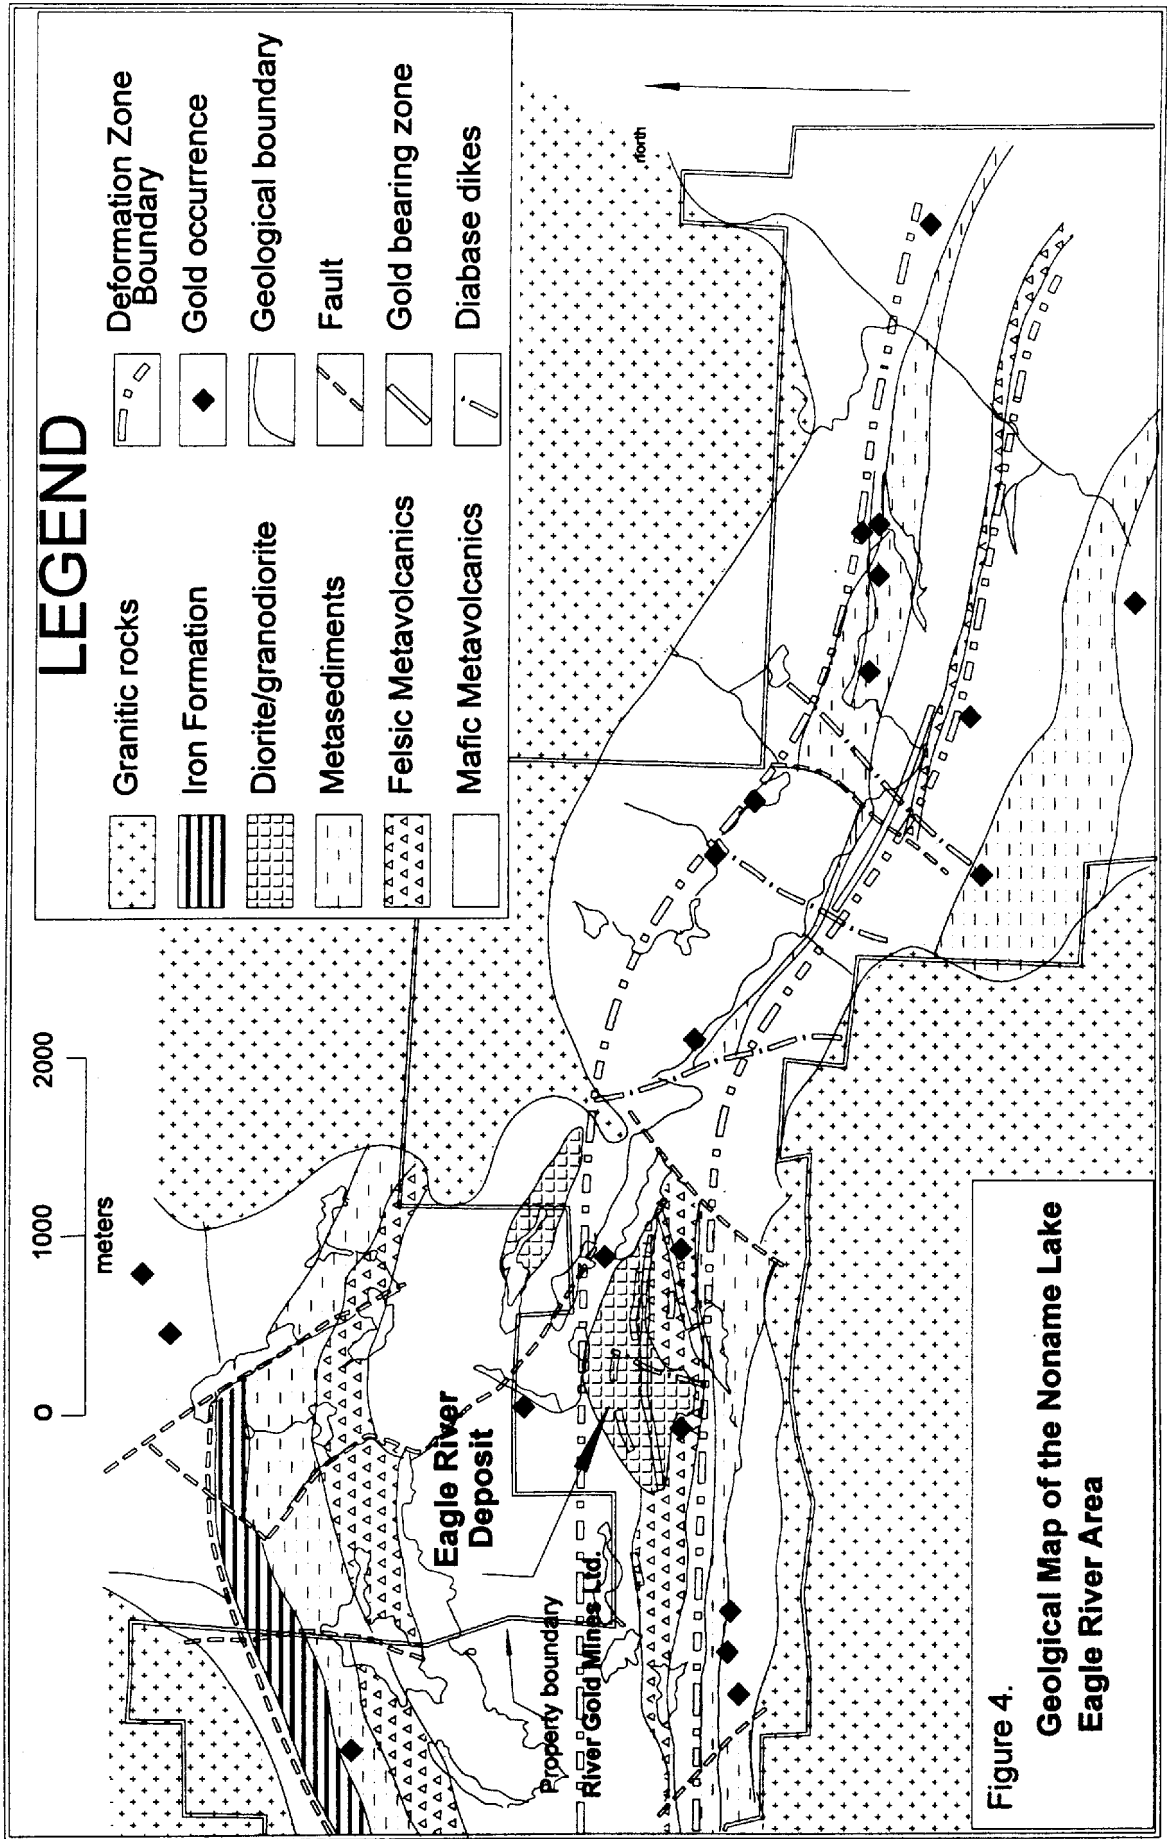 LEGEND
Granitic rocks
Iron Formation
Diorite/granodiorite
Metasediments
Felsic Metavolcanics
Mafic Metavolcanics
Deformation Zone
Boundary
Gold occurrence
Geological boundary
Fault
Gold bearing zone
Diabase dikes
0 1000 2000
meters
north
Eagle River
Deposit
Property boundary
River Gold Mines Ltd.
Figure 4.
Geolgical Map of the Noname Lake
Eagle River Area